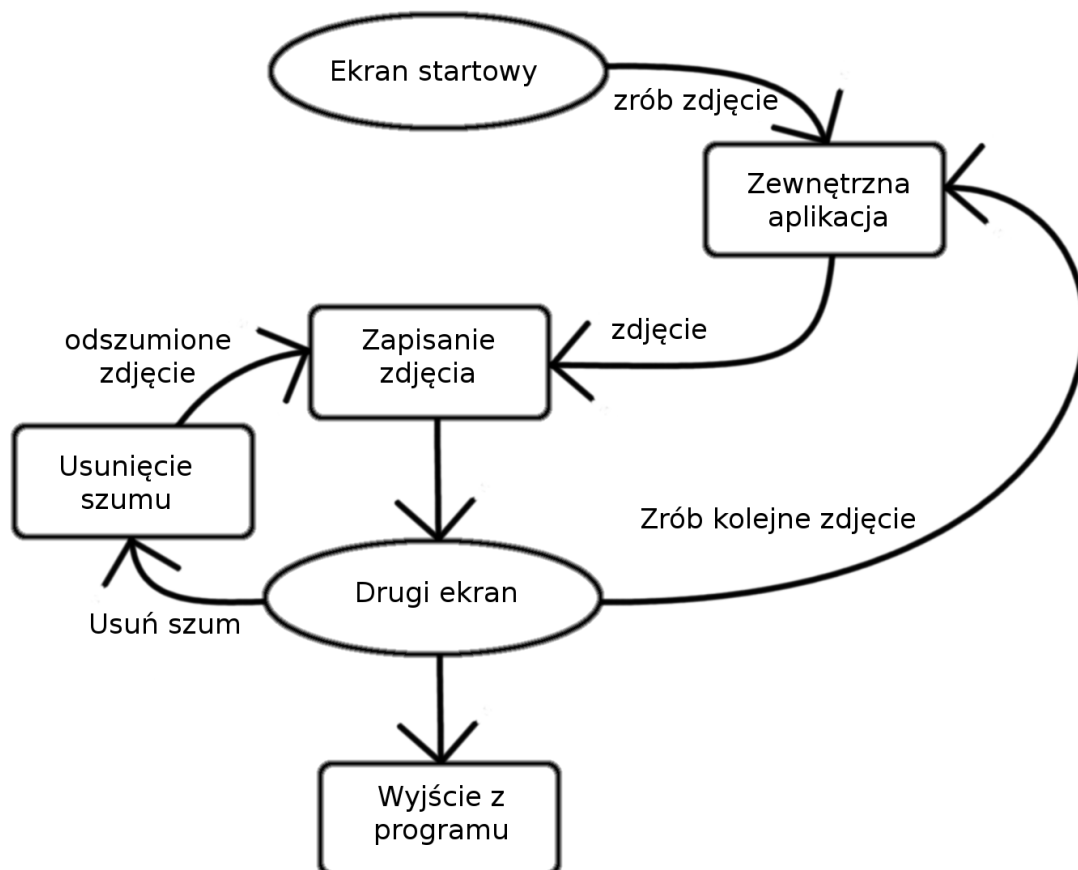 Ekran startowy
zrób zdjęcie
Zewnętrzna
aplikacja
zdjęcie
Zapisanie
zdjęcia
odszumione
zdjęcie
Usunięcie
szumu
Zrób kolejne zdjęcie
Drugi ekran
Usuń szum
Wyjście z
programu